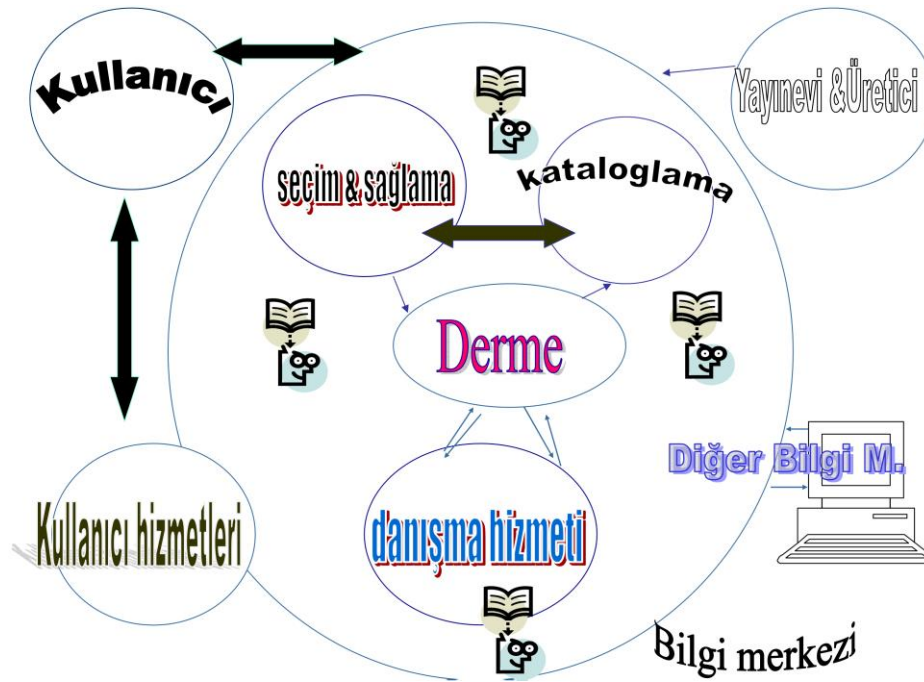 Kullanıcı
Yayınevi &Üretici
seçim & sağlama
kataloglama
Derme
Diğer Bilgi M.
Kullanıcı hizmetleri
danışma hizmeti
Bilgi merkezi